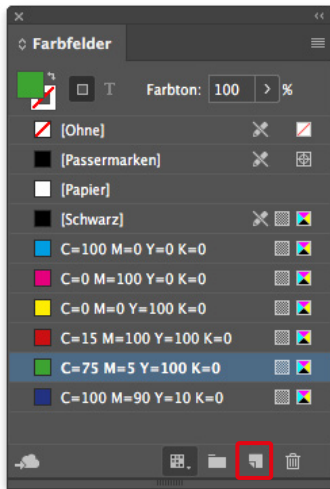 Farbfelder
T Farbton: 100 %
[Ohne]
[Passermarken]
[Papier]
[Schwarz]
C=100 M=0 Y=0 K=0
C=0 M=100 Y=0 K=0
C=0 M=0 Y=100 K=0
C=15 M=100 Y=100 K=0
C=75 M=5 Y=100 K=0
C=100 M=90 Y=10 K=0